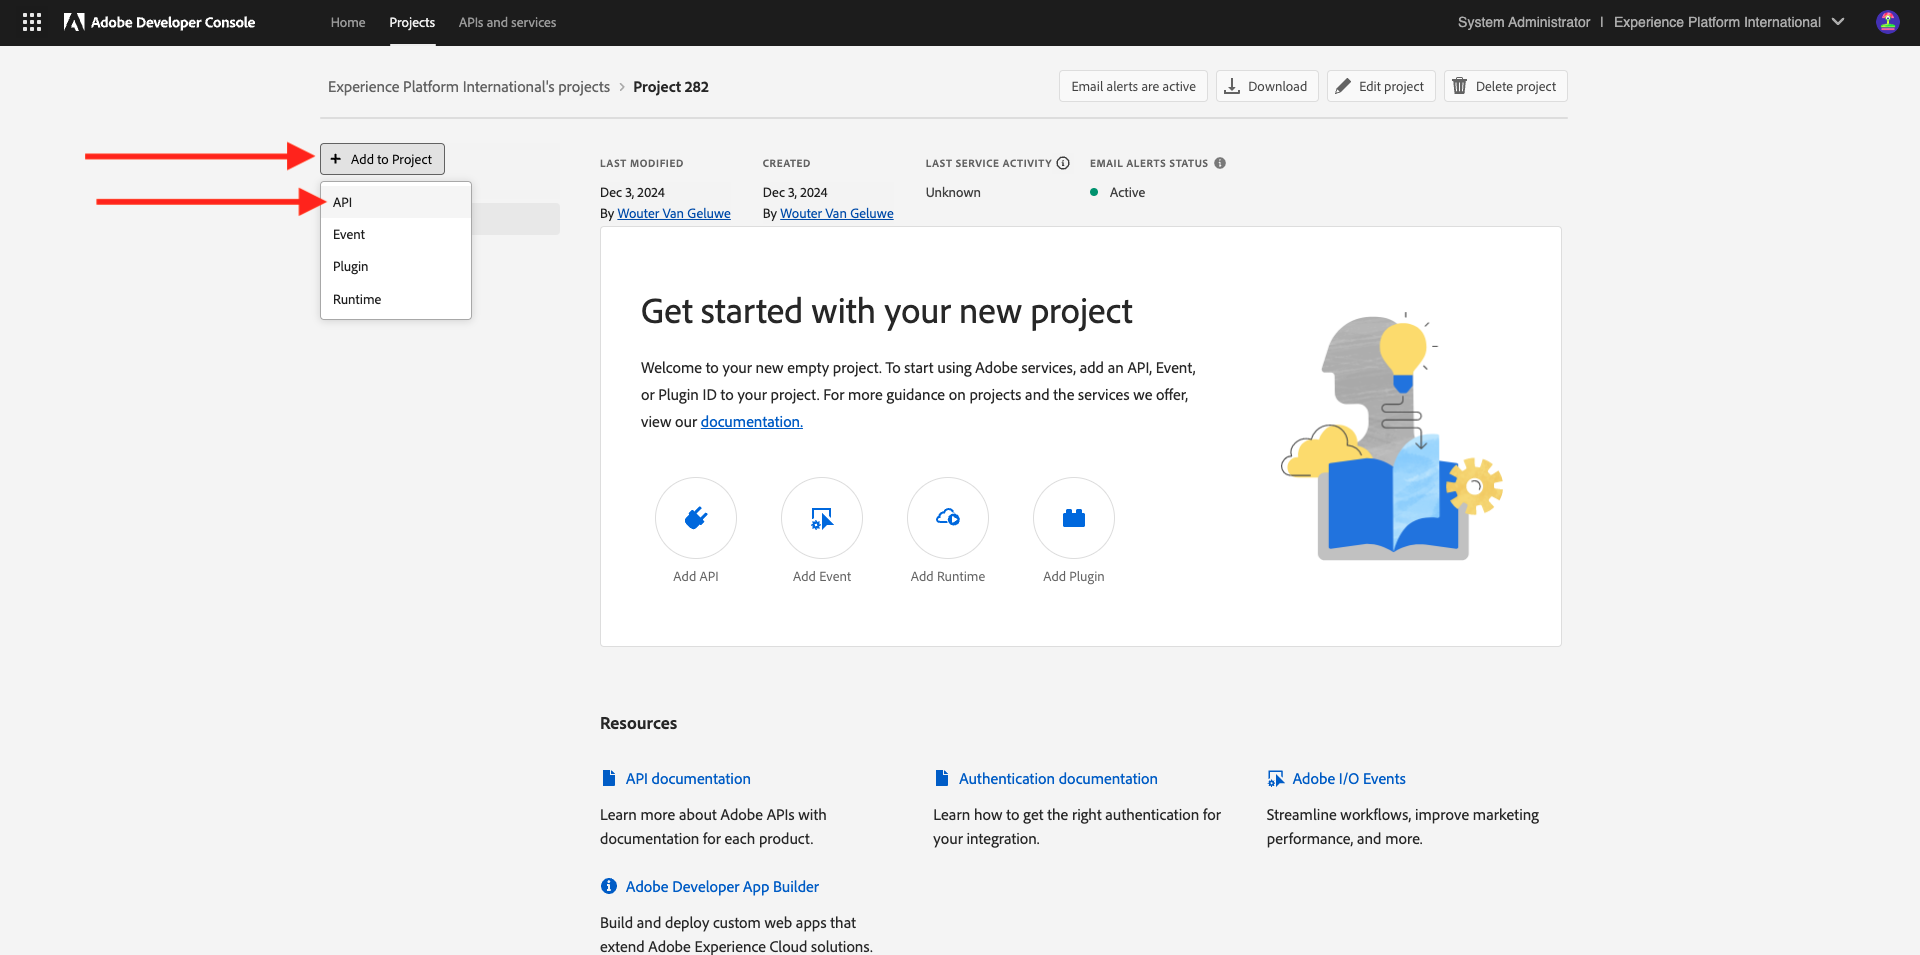 Adobe Developer Console
Home
Projects
APIs and services
System Administrator | Experience Platform International
Experience Platform International's projects > Project 282
Email alerts are active
Download
Edit project
Delete project
+ Add to Project
API
Event
Plugin
Runtime
LAST MODIFIED
Dec 3, 2024
By Wouter Van Geluwe
CREATED
Dec 3, 2024
By Wouter Van Geluwe
LAST SERVICE ACTIVITY
Unknown
EMAIL ALERTS STATUS
Active
Get started with your new project
Welcome to your new empty project. To start using Adobe services, add an API, Event,
or Plugin ID to your project. For more guidance on projects and the services we offer,
view our documentation.
Add API
Add Event
Add Runtime
Add Plugin
Resources
API documentation
Learn more about Adobe APIs with
documentation for each product.
Authentication documentation
Learn how to get the right authentication for
your integration.
Adobe I/O Events
Streamline workflows, improve marketing
performance, and more.
Adobe Developer App Builder
Build and deploy custom web apps that
extend Adobe Experience Cloud solutions.